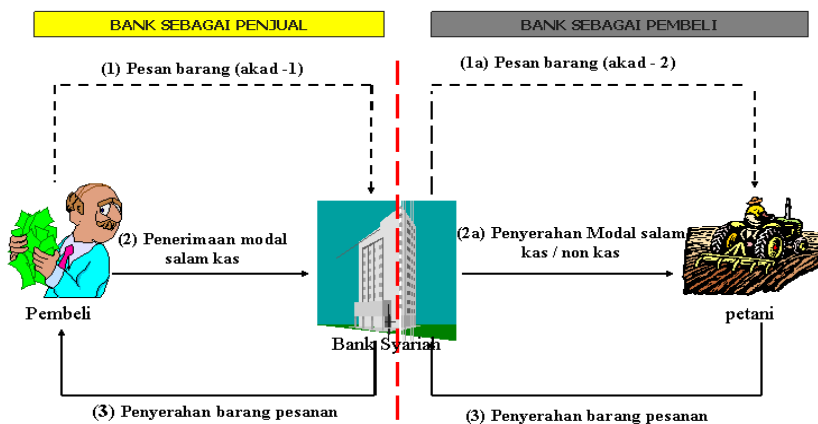 BANK SEBAGAI PENJUAL
BANK SEBAGAI PEMBELI
(1) Pesan barang (akad -1)
(1a) Pesan barang (akad - 2)
(2) Penerimaan modal
salam kas
(2a) Penyerahan Modal salam
kas / non kas
Pembeli
Bank Syariah
petani
(3) Penyerahan barang pesanan
(3) Penyerahan barang pesanan